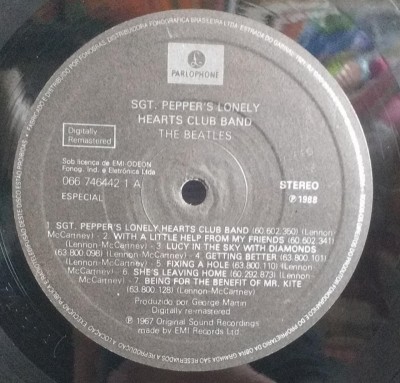 PARLOPHONE
SGT. PEPPER'S LONELY
HEARTS CLUB BAND
THE BEATLES
Digitally
Remastered
Sob licenca de EMI ODEON
Fonog. Ind. e Eletrônica Ltda
066 746442 1 A
ESPECIAL
STEREO
℗ 1988
1. SGT. PEPPER'S LONELY HEARTS CLUB BAND (60.602.350) (Lennon-
McCartney) - 2. WITH A LITTLE HELP FROM MY FRIENDS (60.602.341)
(Lennon-McCartney) - 3. LUCY IN THE SKY WITH DIAMONDS
(63.800.098) (Lennon-McCartney) - 4. GETTING BETTER (63.800.101)
(Lennon-McCartney) - 5. FIXING A HOLE (63.800.110) (Lennon-
McCartney) - 6. SHE'S LEAVING HOME (60.292.873) (Lennon-
McCartney) - 7. BEING FOR THE BENEFIT OF MR. KITE
(63.800.128) (Lennon-McCartney)
Produzido por George Martin
Digitally re-mastered
℗ 1967 Original Sound Recordings
made by EMI Records Ltd